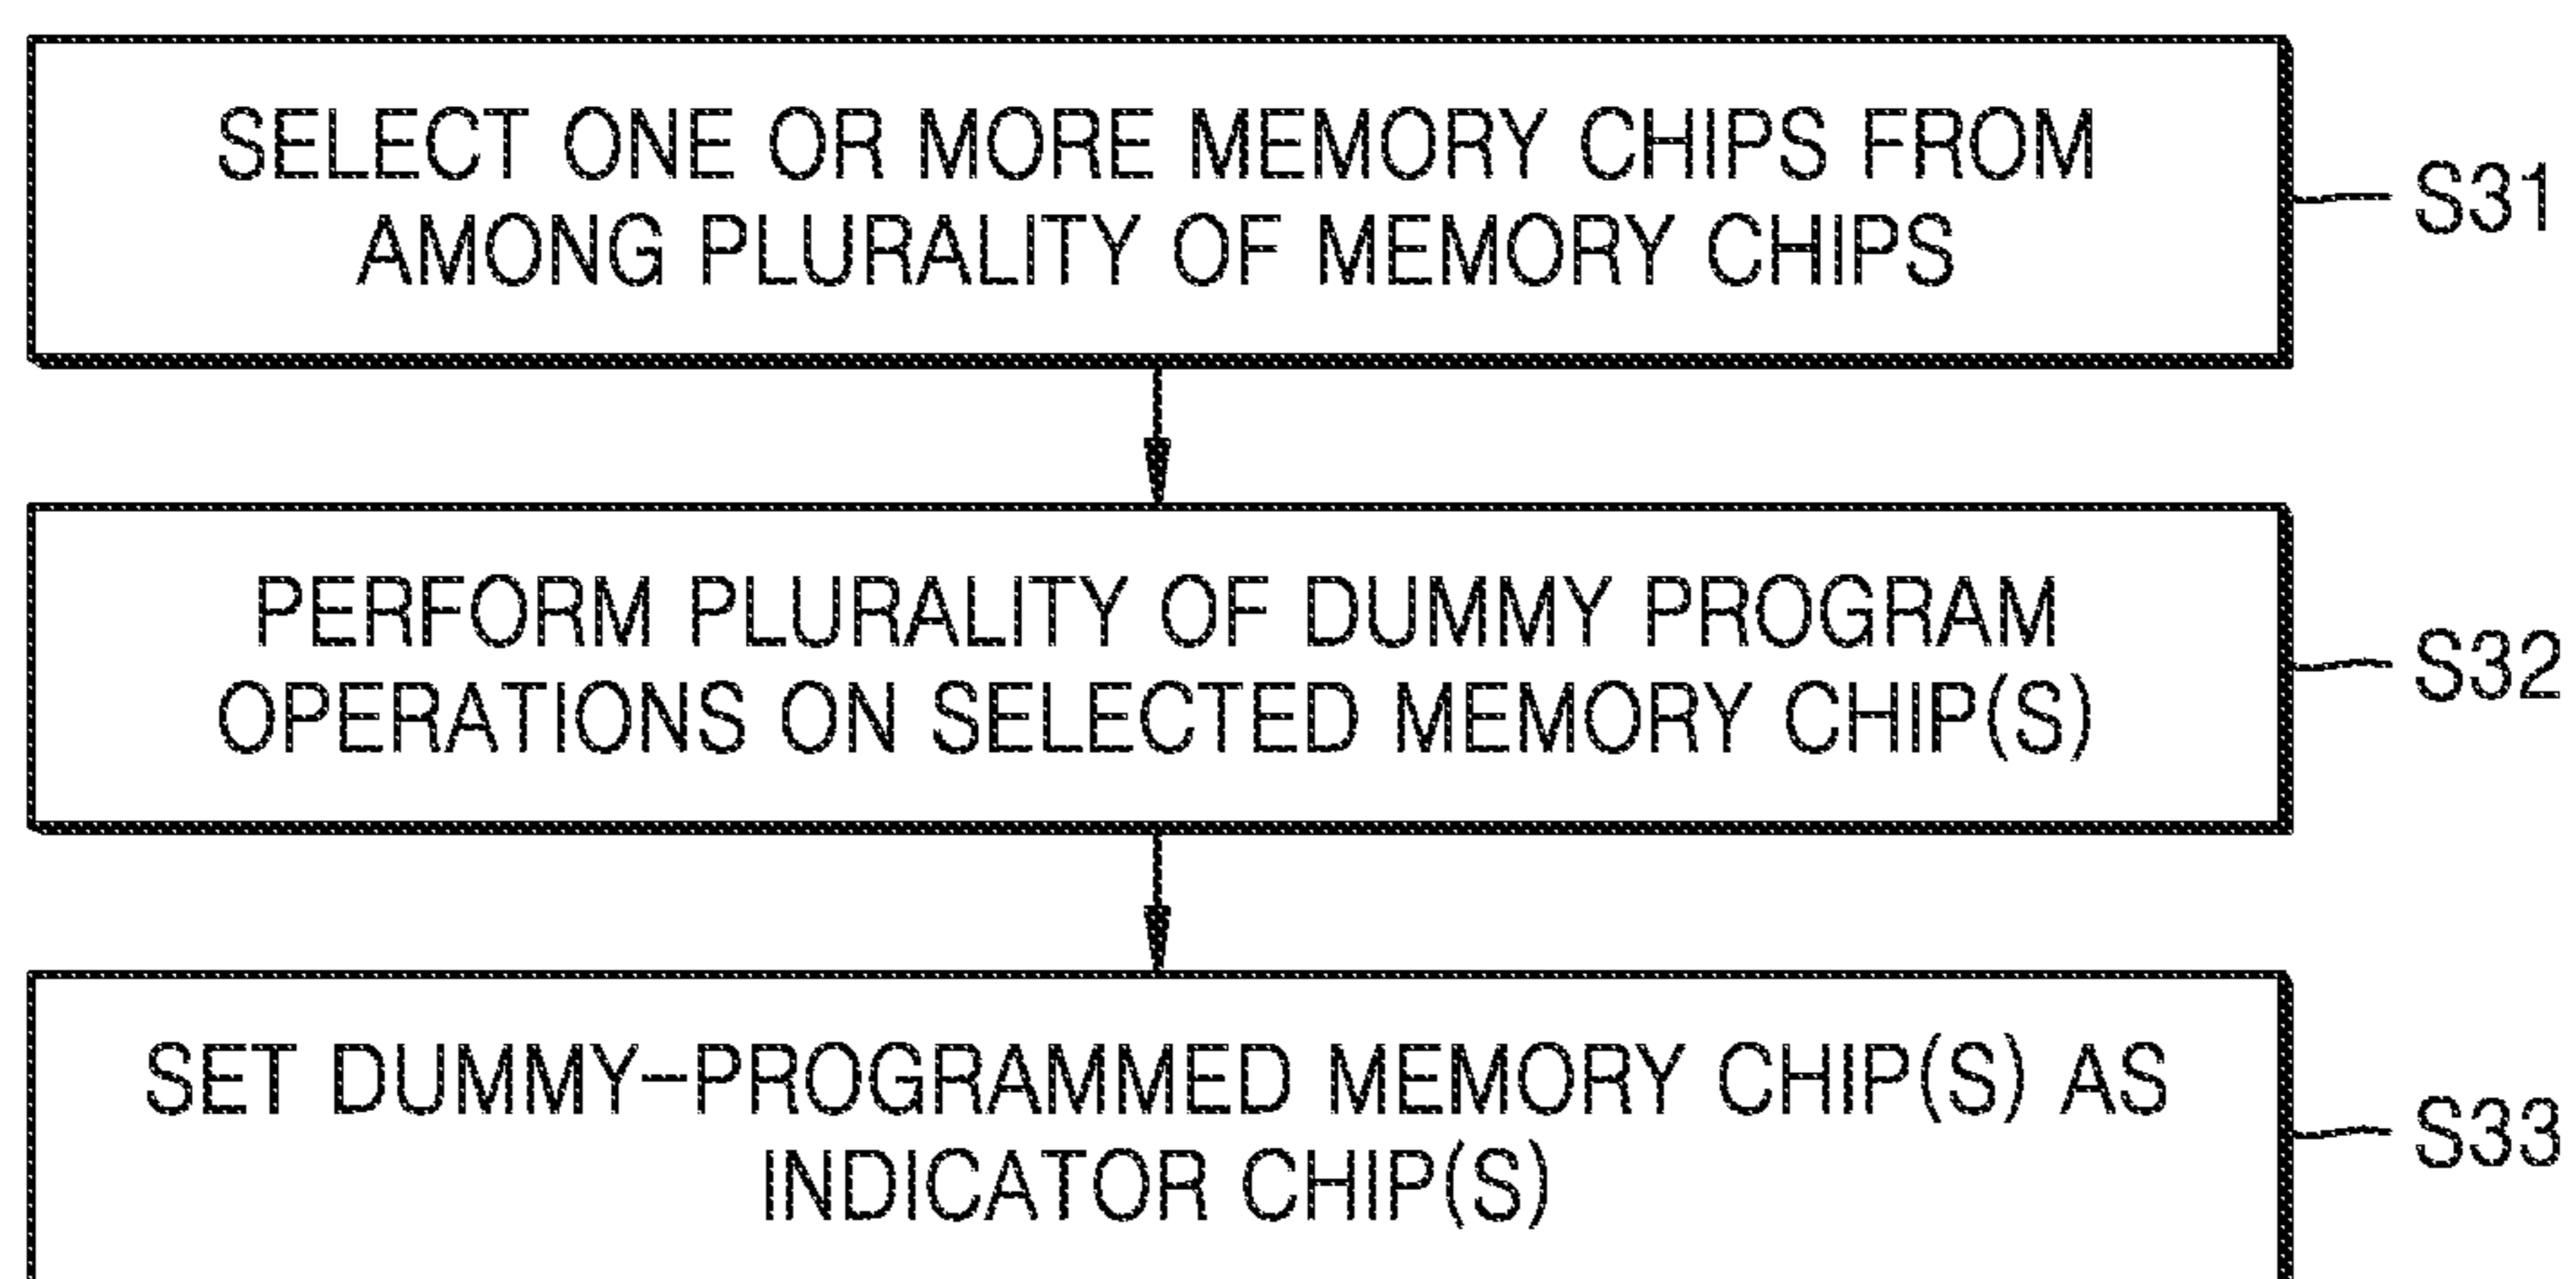 SELECT ONE OR MORE MEMORY CHIPS FROM
AMONG PLURALITY OF MEMORY CHIPS
S31
PERFORM PLURALITY OF DUMMY PROGRAM
OPERATIONS ON SELECTED MEMORY CHIP(S)
S32
SET DUMMY-PROGRAMMED MEMORY CHIP(S) AS
INDICATOR CHIP(S)
S33